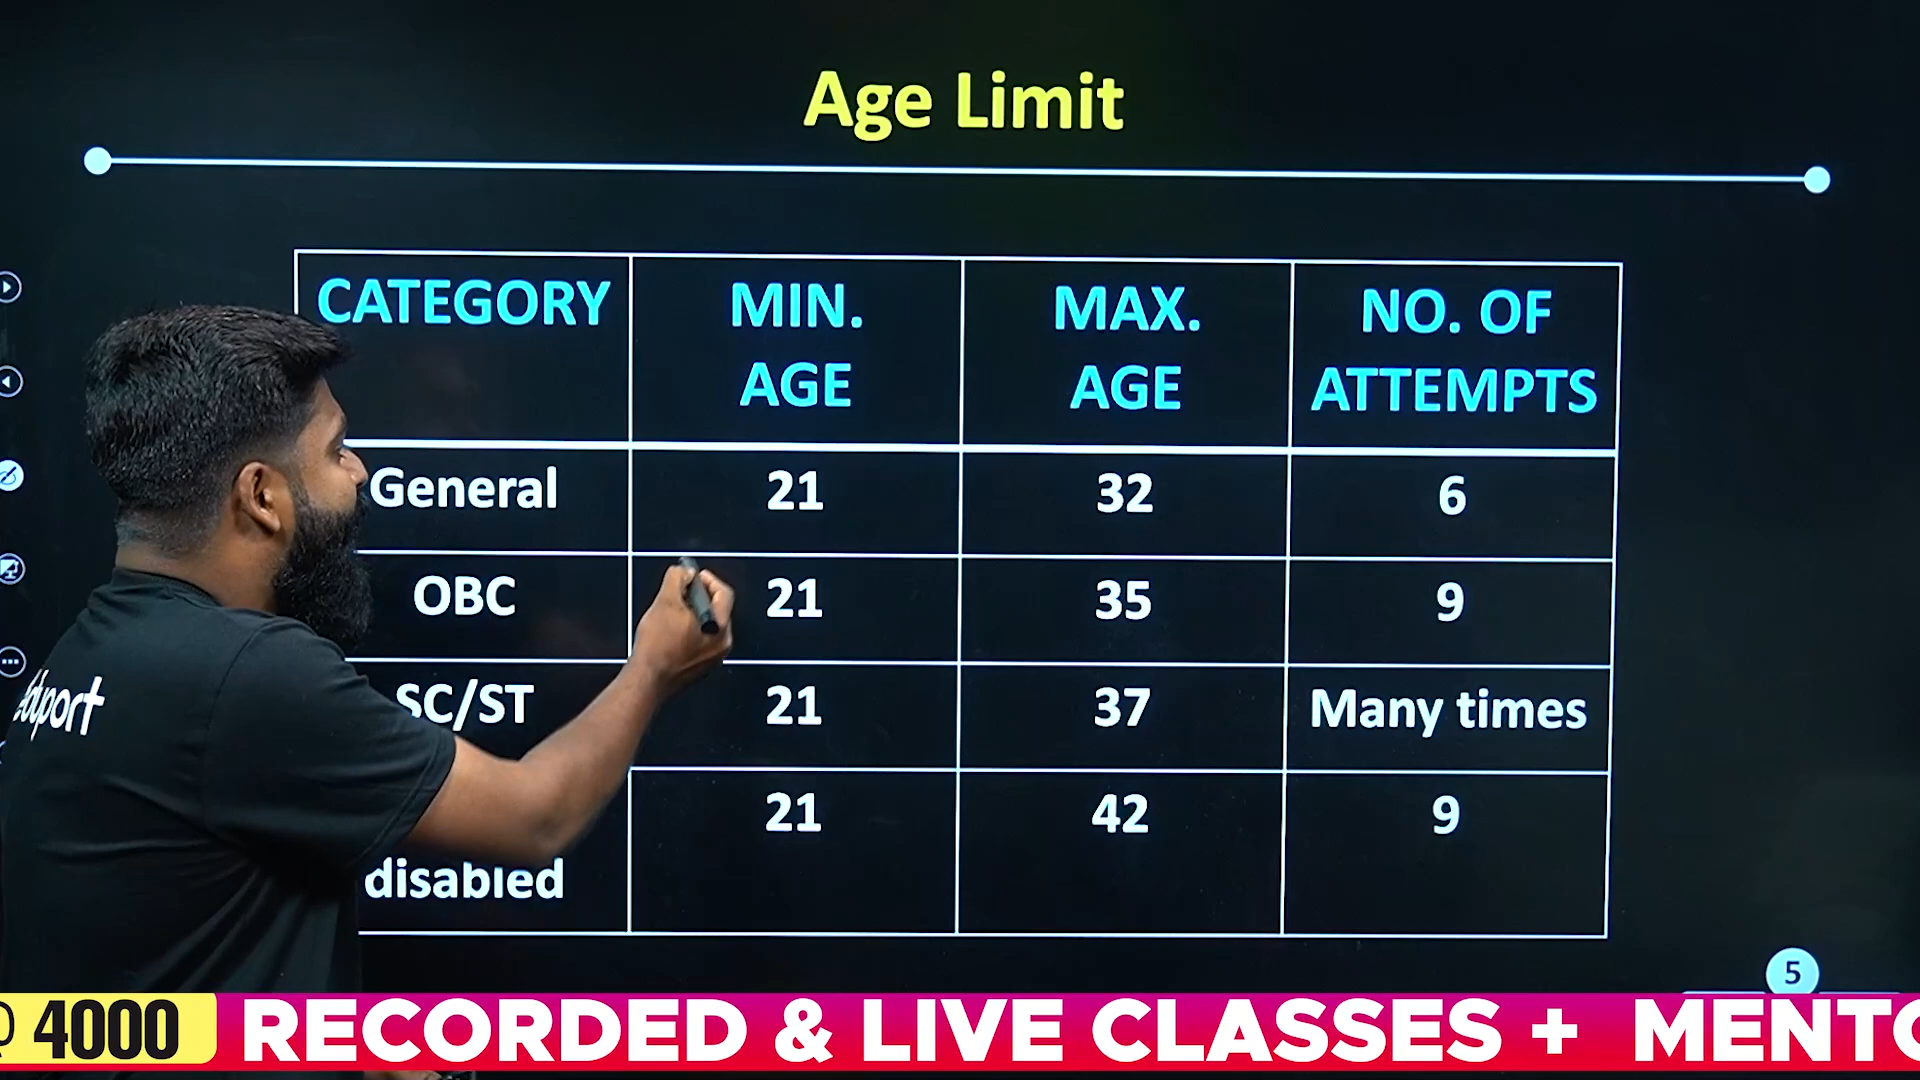 Age Limit
CATEGORY MIN. AGE MAX. AGE NO. OF ATTEMPTS
General 21 32 6
OBC 21 35 9
SC/ST 21 37 Many times
disabled 21 42 9
5
eduport
4000 RECORDED & LIVE CLASSES +